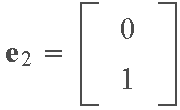 e₂ = [ 0
1 ]